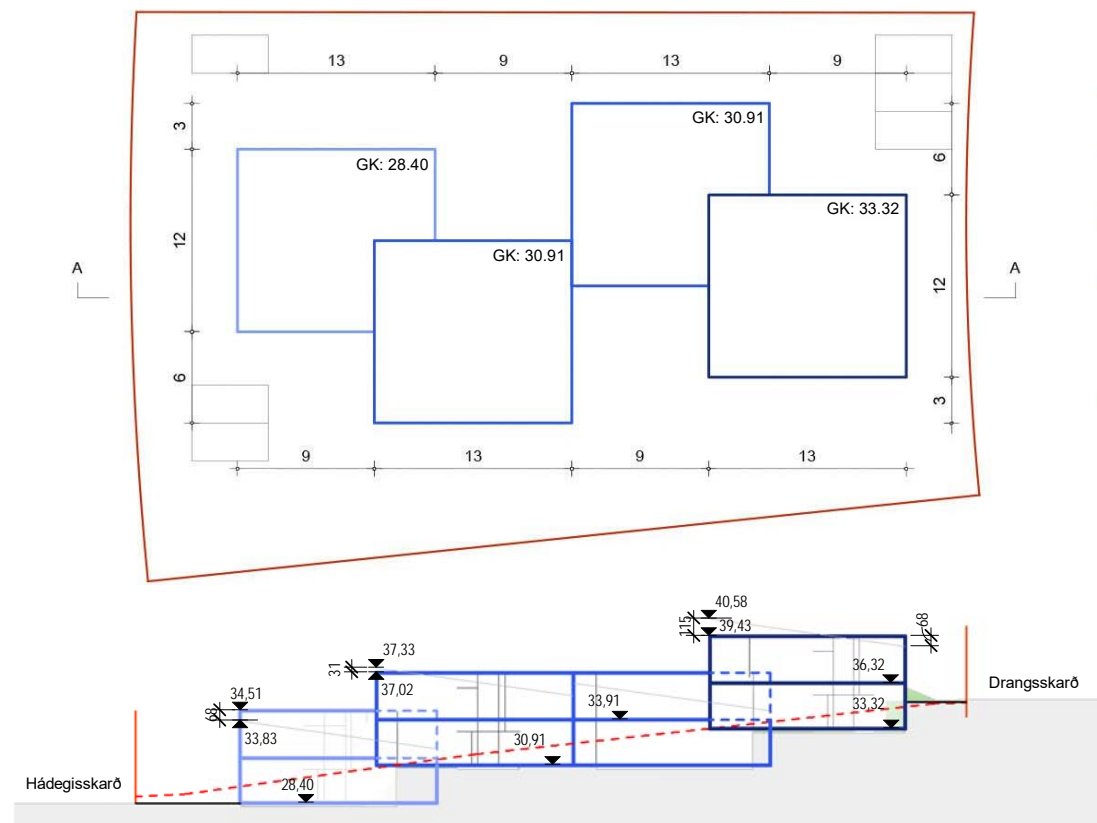 13 9 13 9
3
GK: 30.91
GK: 28.40
6
GK: 33.32
12
GK: 30.91
A
A
12
6
3
9 13 9 13
40,58
115
39,43
68
37,33
31
37,02
36,32
Drangsskarð
34,51
68
33,91
33,32
33,83
30,91
Hádegisskarð
28,40